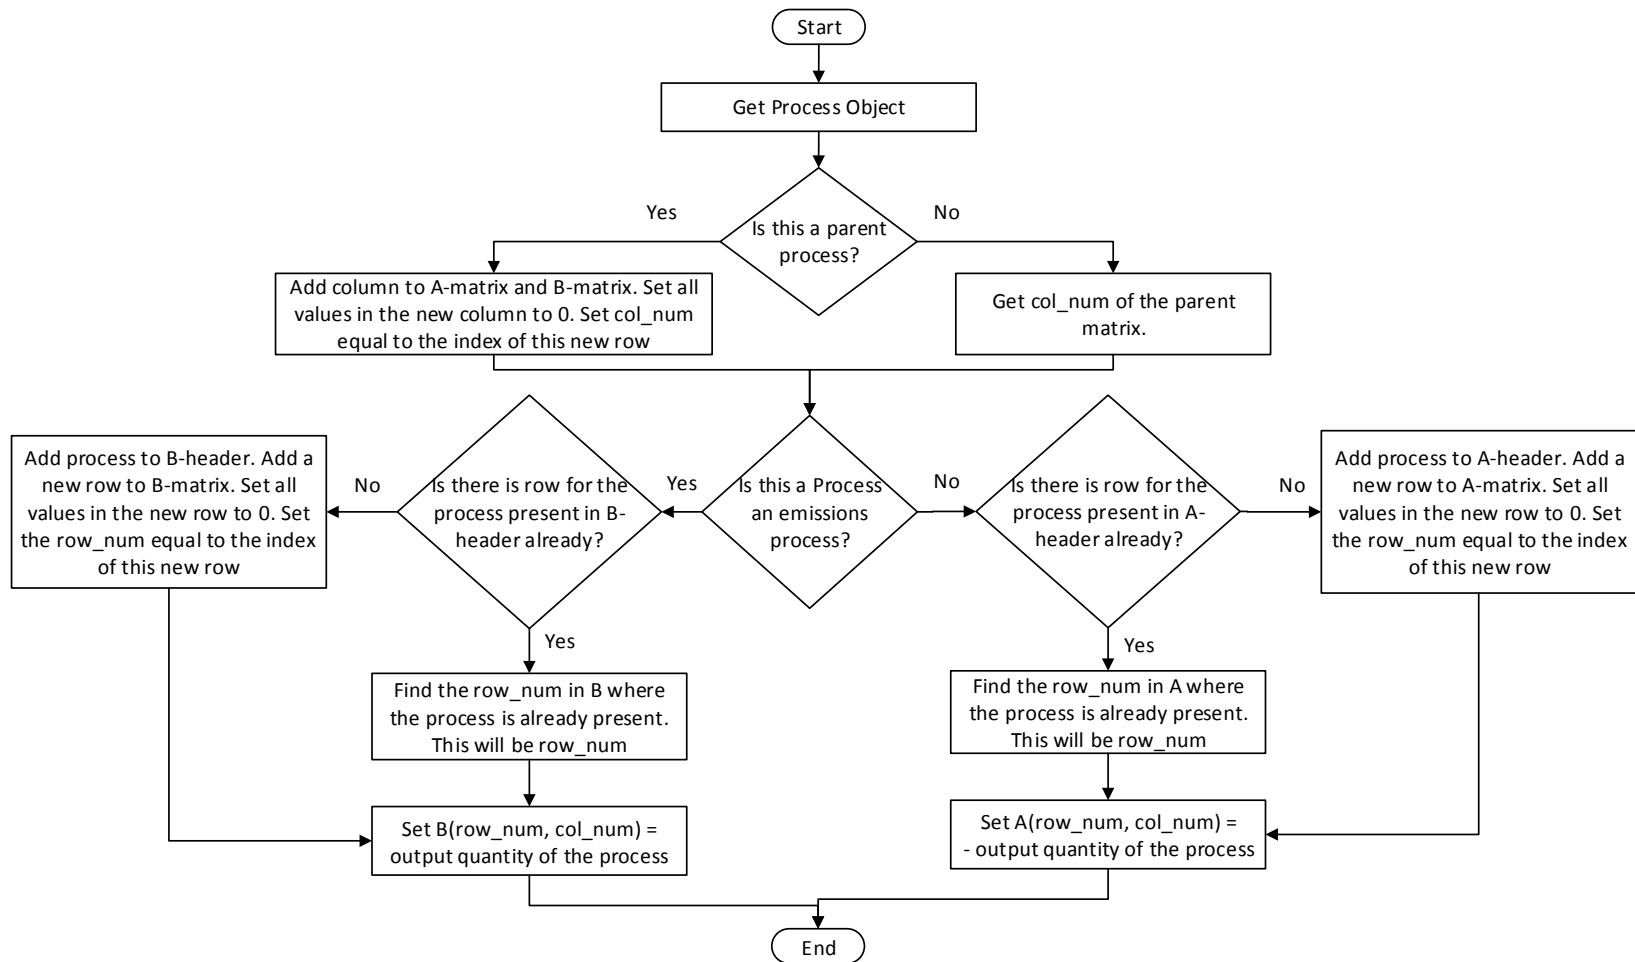 Start
Get Process Object
Is this a parent
process?
Yes
No
Add column to A-matrix and B-matrix. Set all
values in the new column to 0. Set col_num
equal to the index of this new row
Get col_num of the parent
matrix.
Add process to B-header. Add a
new row to B-matrix. Set all
values in the new row to 0. Set
the row_num equal to the index
of this new row
No
Is there is row for the
process present in B-
header already?
Yes
Is this a Process
an emissions
process?
No
Is there is row for the
process present in A-
header already?
No
Add process to A-header. Add a
new row to A-matrix. Set all
values in the new row to 0. Set
the row_num equal to the index
of this new row
Yes
Yes
Find the row_num in B where
the process is already present.
This will be row_num
Find the row_num in A where
the process is already present.
This will be row_num
Set B(row_num, col_num) =
output quantity of the process
Set A(row_num, col_num) =
- output quantity of the process
End